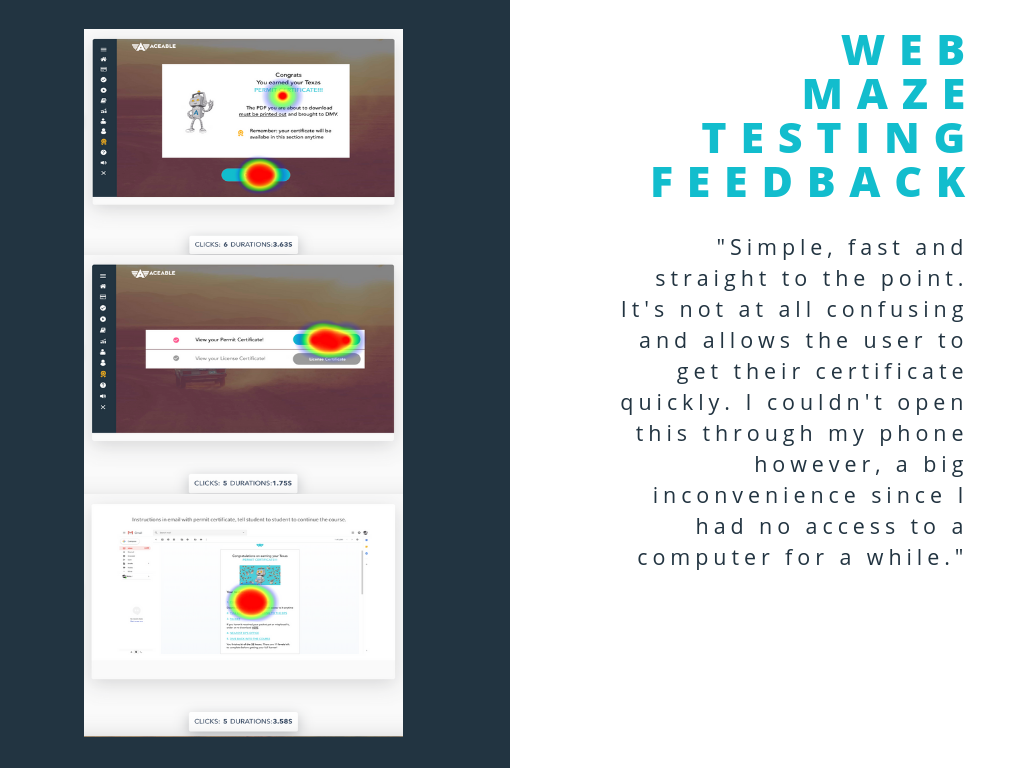 ACEABLE
Congrats
You earned your Texas
PERMIT CERTIFICATE!!!
The PDF you are about to download
must be printed out and brought to DMV.
Remember: your certificate will be
availabe in this section anytime
CLICKS: 6 DURATIONS:3.63S
ACEABLE
View your Permit Certificate!
View your License Certificate!
CLICKS: 5 DURATIONS:1.75S
Instructions in email with permit certificate, tell student to student to continue the course.
Congratulations on earning your Texas
CLICKS: 5 DURATIONS:3.58S
WEB
MAZE
TESTING
FEEDBACK
"Simple, fast and
straight to the point.
It's not at all confusing
and allows the user to
get their certificate
quickly. I couldn't open
this through my phone
however, a big
inconvenience since I
had no access to a
computer for a while."